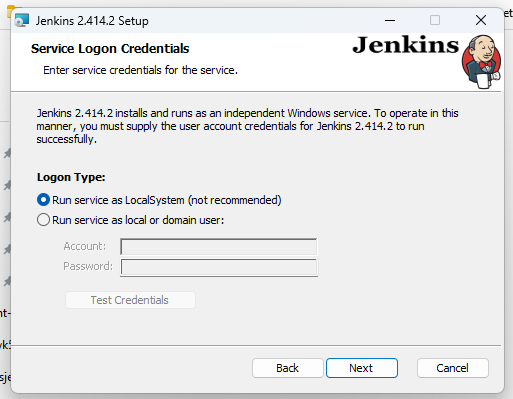 Jenkins 2.414.2 Setup
Service Logon Credentials
Enter service credentials for the service.
Jenkins
Jenkins 2.414.2 installs and runs as an independent Windows service. To operate in this
manner, you must supply the user account credentials for Jenkins 2.414.2 to run
successfully.
Logon Type:
Run service as LocalSystem (not recommended)
Run service as local or domain user:
Account:
Password:
Test Credentials
Back
Next
Cancel